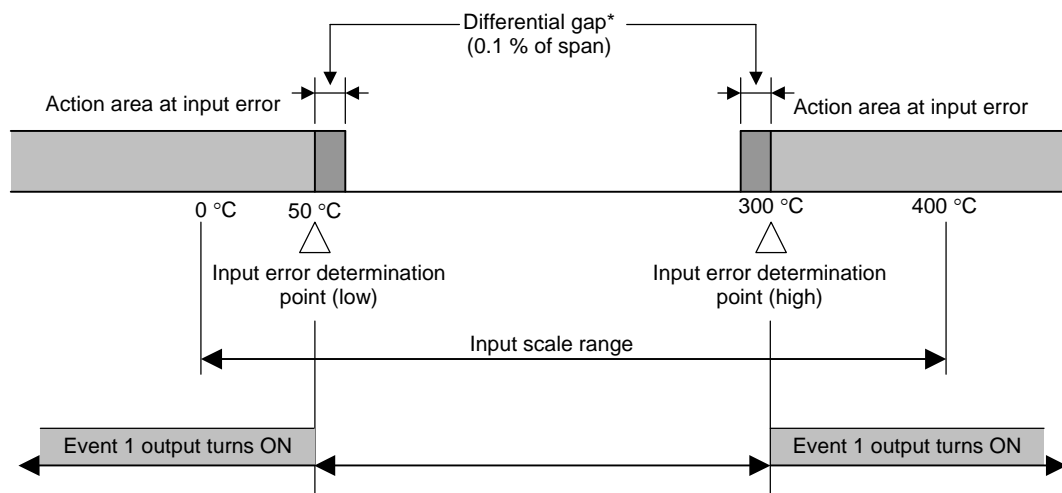 Differential gap*
(0.1 % of span)
Action area at input error
Action area at input error
0 °C
50 °C
300 °C
400 °C
Input error determination
point (low)
Input error determination
point (high)
Input scale range
Event 1 output turns ON
Event 1 output turns ON